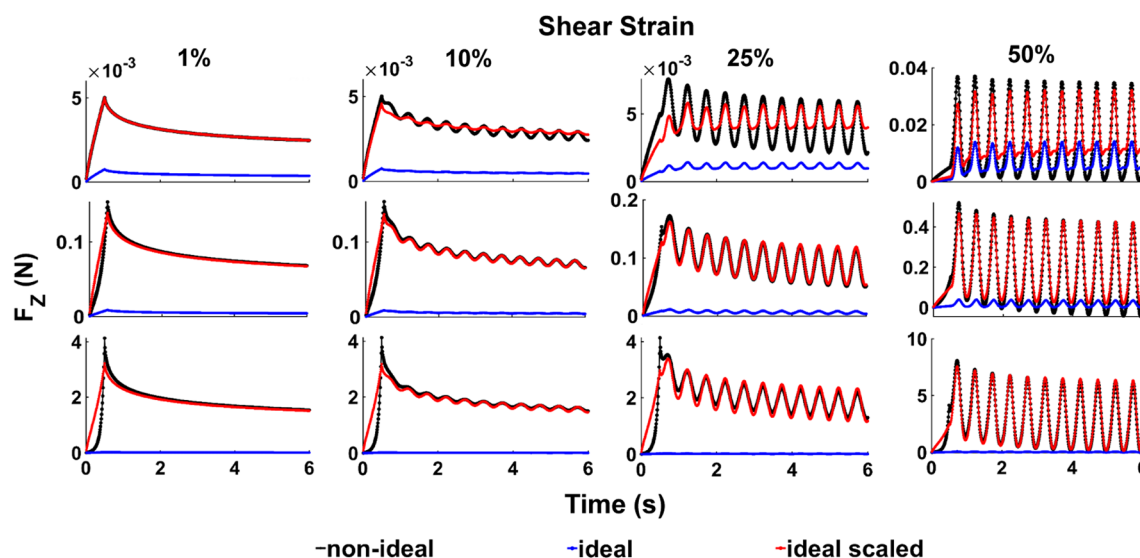 Shear Strain
1% 10% 25% 50%
×10⁻³ ×10⁻³ ×10⁻³
5 5 5 0.04
0.02
0 0 0 0
0.1 0.1 0.2 0.4
0.1 0.2
0 0 0 0
4 4 4 10
2 2 2 5
0 0 0 0
0 2 4 6 0 2 4 6 0 2 4 6 0 2 4 6
F_Z (N)
Time (s)
non-ideal ideal ideal scaled